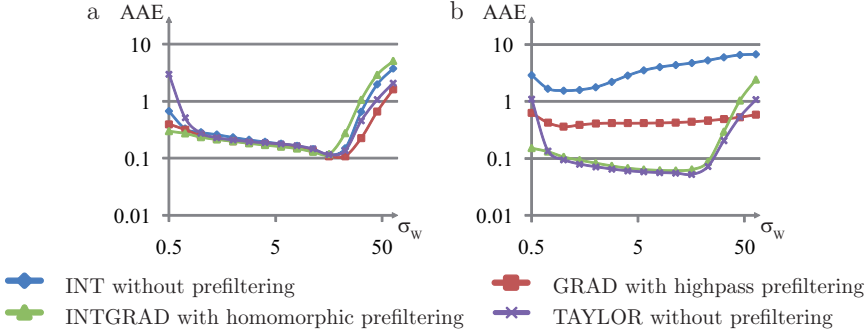 a AAE b AAE
10 10
1 1
0.1 0.1
0.01 0.01
σw σw
0.5 5 50 0.5 5 50
INT without prefiltering GRAD with highpass prefiltering
INTGRAD with homomorphic prefiltering TAYLOR without prefiltering